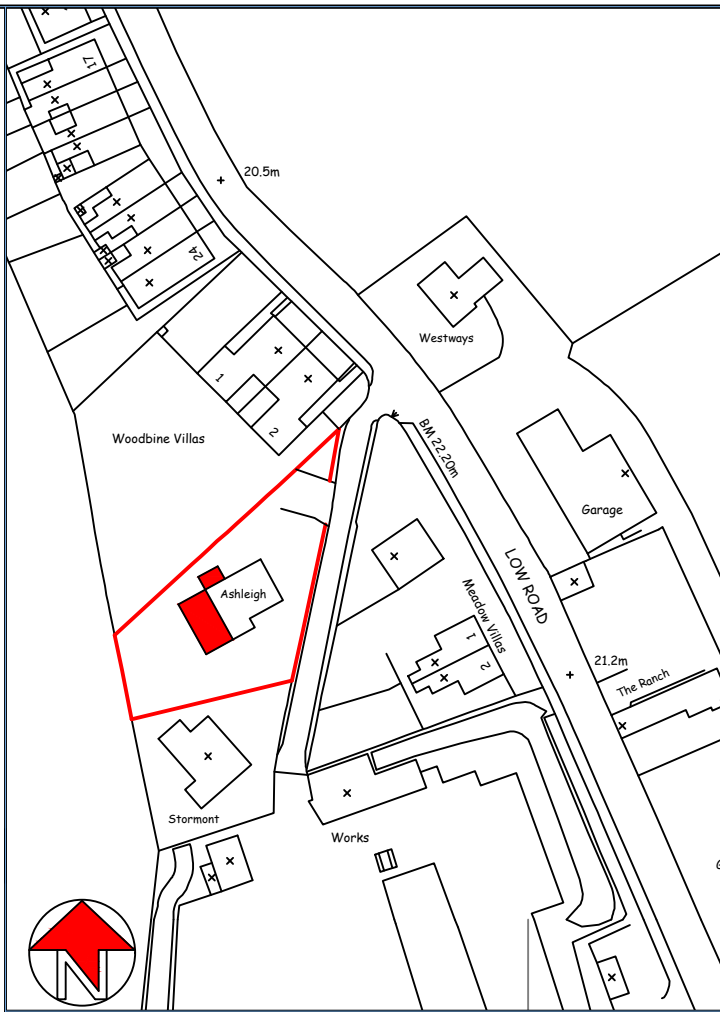 17
20.5m
24
Westways
1
2
Woodbine Villas
BM 22.20m
Garage
LOW ROAD
Ashleigh
Meadow Villas
1
2
21.2m
The Ranch
Stormont
Works
G
N